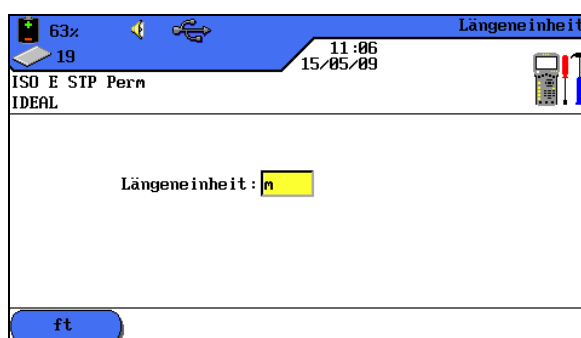 63%
Längeneinheit
19
11:06
15/05/09
ISO E STP Perm
IDEAL
Längeneinheit: m
ft